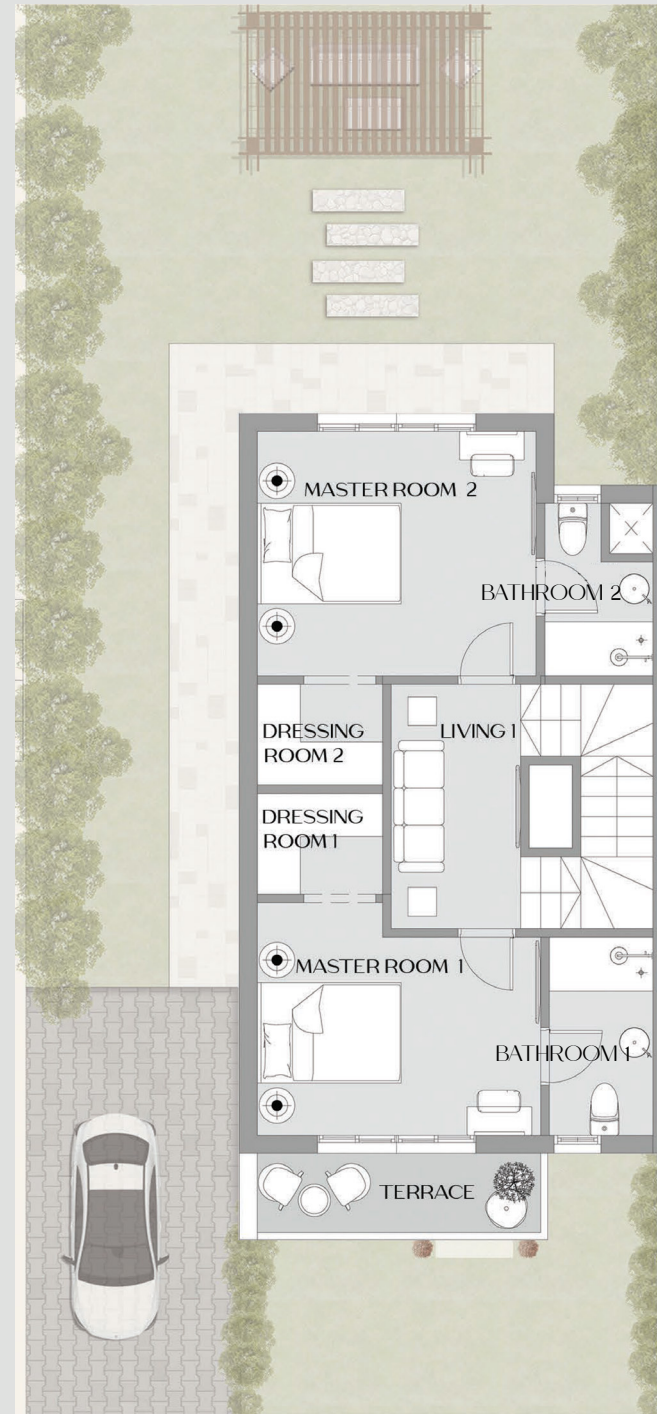 MASTER ROOM 2
BATHROOM 2
DRESSING
ROOM 2
LIVING 1
DRESSING
ROOM 1
MASTER ROOM 1
BATHROOM 1
TERRACE